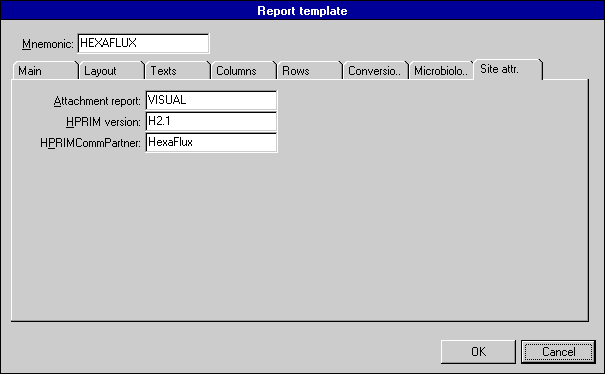 Report template
Mnemonic: HEXAFLUX
Main Layout Texts Columns Rows Conversio.. Microbiolo.. Site attr.
Attachment report: VISUAL
HPRIM version: H2.1
HPRIMCommPartner: HexaFlux
OK Cancel